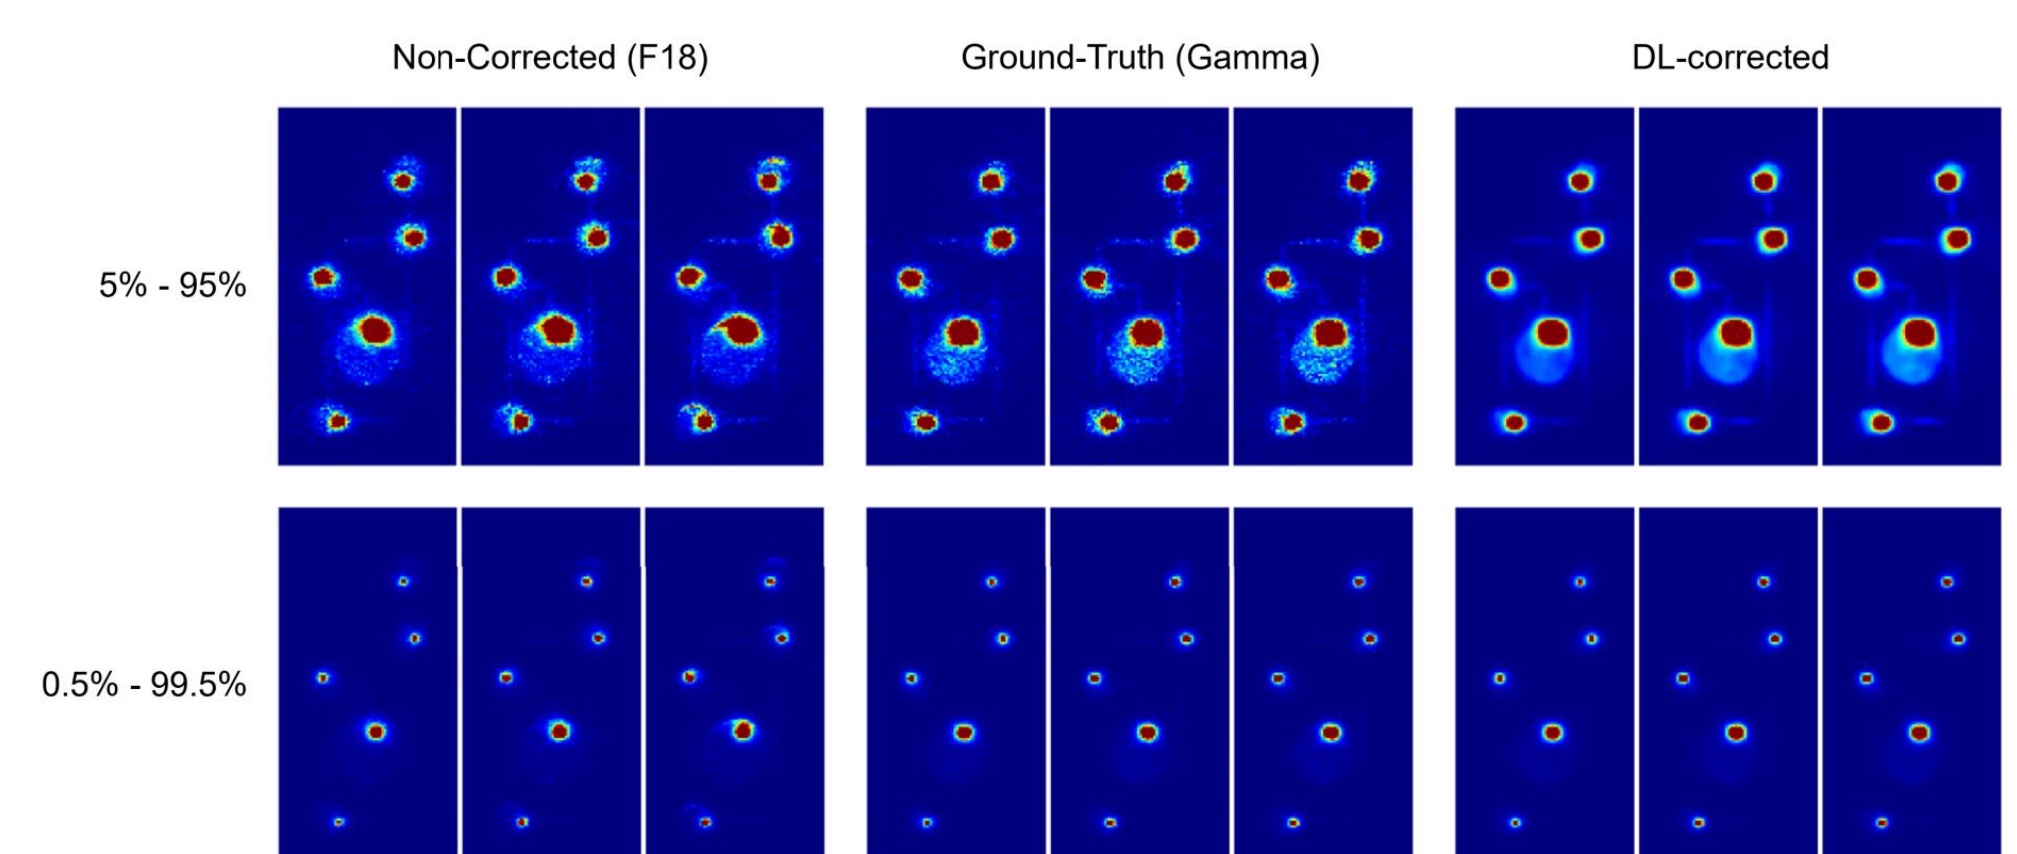 Non-Corrected (F18)
Ground-Truth (Gamma)
DL-corrected
5% - 95%
0.5% - 99.5%